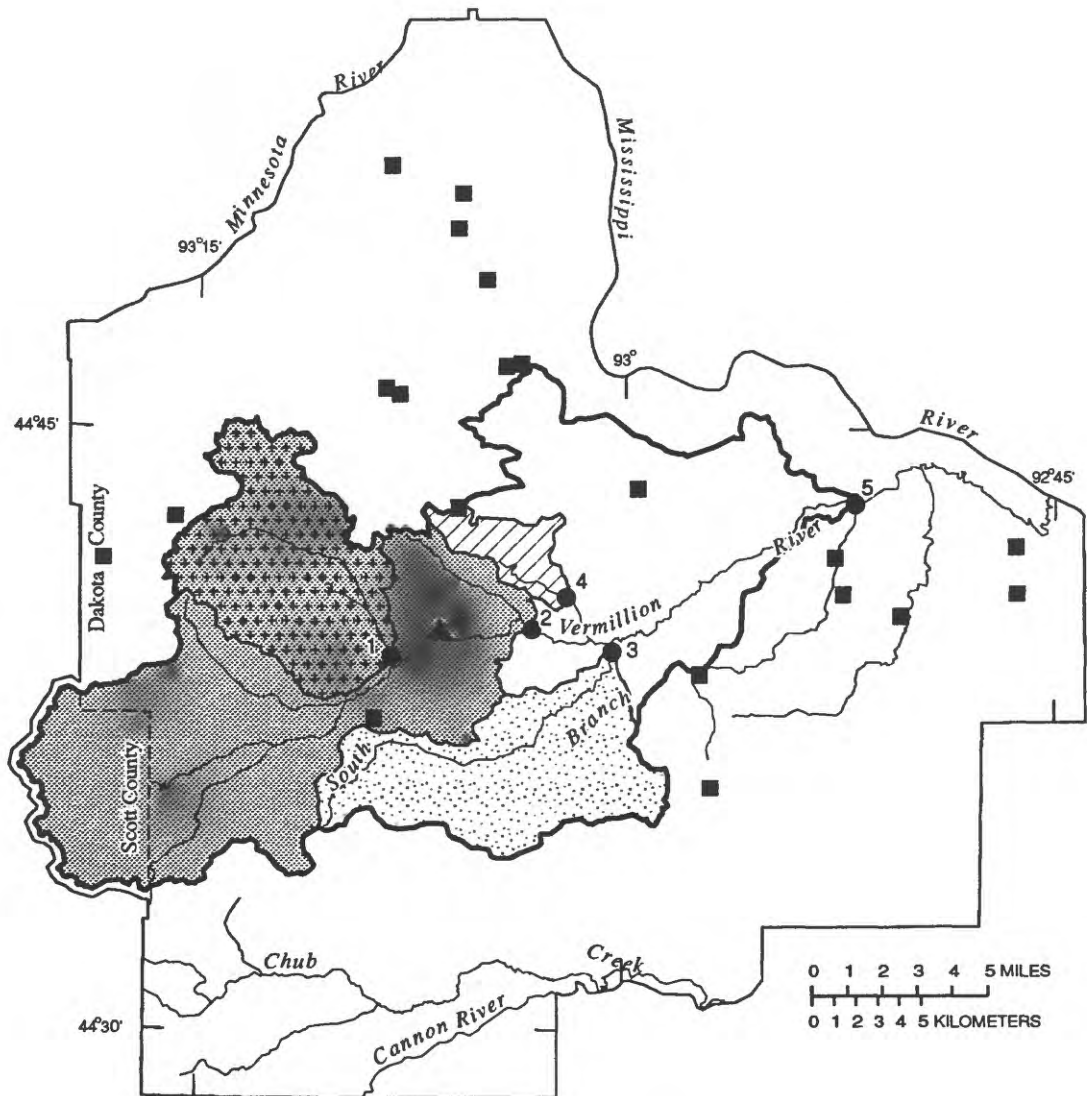 Minnesota River
Mississippi
93°15'
93°
44°45'
River
92°45'
5
River
Dakota County
4
2
Vermillion
1
3
Branch
South
Scott County
Chub
Creek
0 1 2 3 4 5 MILES
0 1 2 3 4 5 KILOMETERS
44°30'
Cannon River